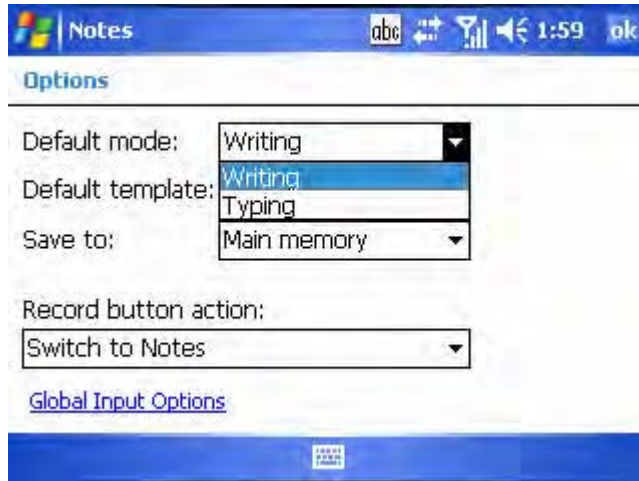 Notes abc 1:59 ok
Options
Default mode: Writing
Writing
Default template:
Typing
Save to: Main memory
Record button action:
Switch to Notes
Global Input Options